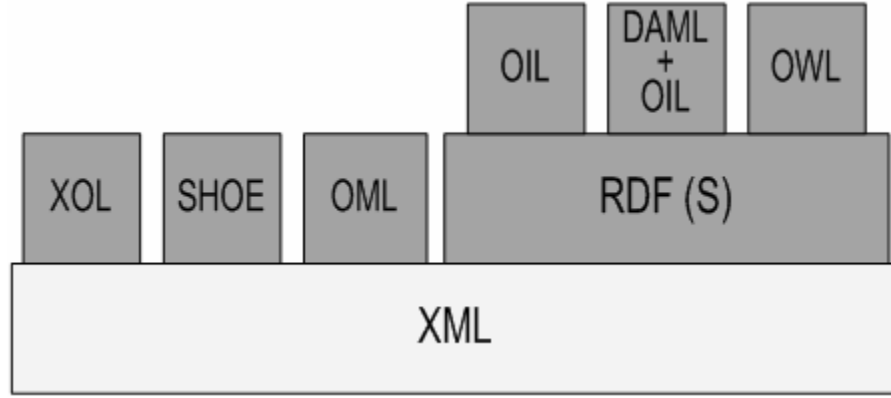 OIL
DAML
+
OIL
OWL
XOL
SHOE
OML
RDF (S)
XML